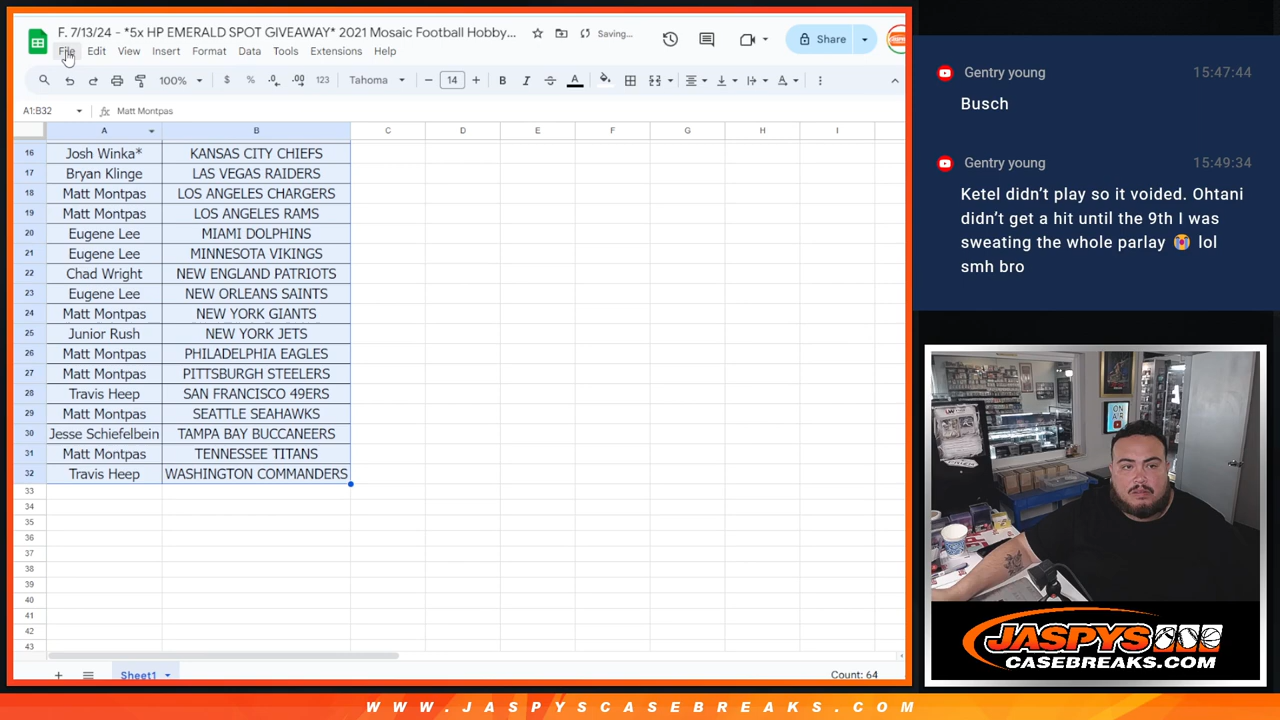 F. 7/13/24 - *5x HP EMERALD SPOT GIVEAWAY* 2021 Mosaic Football Hobby...
Saving...
Share
File Edit View Insert Format Data Tools Extensions Help
100% $ % .0 .00 123 Tahoma − 14 + B I S A
A1:B32 fx Matt Montpas
A B C D E F G H I
16 Josh Winka* KANSAS CITY CHIEFS
17 Bryan Klinge LAS VEGAS RAIDERS
18 Matt Montpas LOS ANGELES CHARGERS
19 Matt Montpas LOS ANGELES RAMS
20 Eugene Lee MIAMI DOLPHINS
21 Eugene Lee MINNESOTA VIKINGS
22 Chad Wright NEW ENGLAND PATRIOTS
23 Eugene Lee NEW ORLEANS SAINTS
24 Matt Montpas NEW YORK GIANTS
25 Junior Rush NEW YORK JETS
26 Matt Montpas PHILADELPHIA EAGLES
27 Matt Montpas PITTSBURGH STEELERS
28 Travis Heep SAN FRANCISCO 49ERS
29 Matt Montpas SEATTLE SEAHAWKS
30 Jesse Schiefelbein TAMPA BAY BUCCANEERS
31 Matt Montpas TENNESSEE TITANS
32 Travis Heep WASHINGTON COMMANDERS
33
34
35
36
37
38
39
40
41
42
43
+ Sheet1 Count: 64
Gentry young 15:47:44
Busch
Gentry young 15:49:34
Ketel didn't play so it voided. Ohtani
didn't get a hit until the 9th I was
sweating the whole parlay 😭 lol
smh bro
ON
AIR
JASPYS
CASEBREAKS.COM
WWW.JASPYSCASEBREAKS.COM